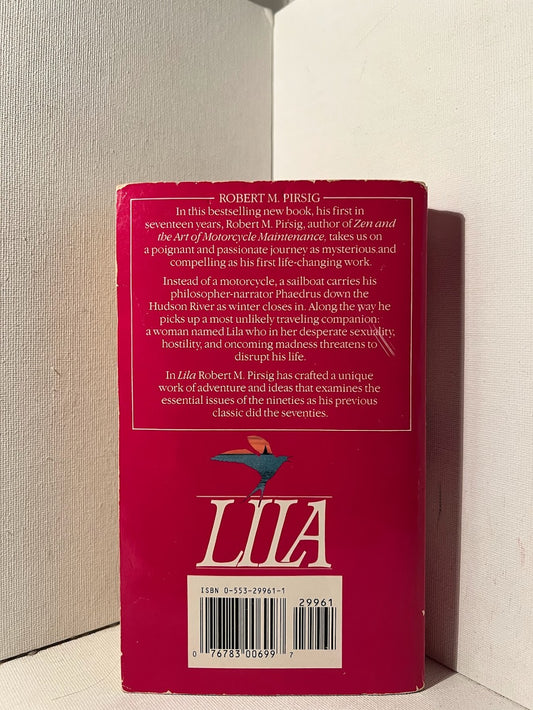 ROBERT M. PIRSIG
In this bestselling new book, his first in
seventeen years, Robert M. Pirsig, author of Zen and
the Art of Motorcycle Maintenance, takes us on
a poignant and passionate journey as mysterious and
compelling as his first life-changing work.
Instead of a motorcycle, a sailboat carries his
philosopher-narrator Phaedrus down the
Hudson River as winter closes in. Along the way he
picks up a most unlikely traveling companion:
a woman named Lila who in her desperate sexuality,
hostility, and oncoming madness threatens to
disrupt his life.
In Lila Robert M. Pirsig has crafted a unique
work of adventure and ideas that examines the
essential issues of the nineties as his previous
classic did the seventies.
LILA
ISBN 0-553-29961-1
29961
0 76783 00699 7